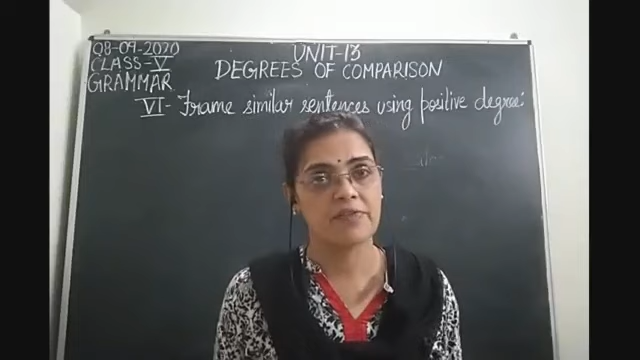 08-09-2020
CLASS-V
GRAMMAR
UNIT-13
DEGREES OF COMPARISON
VI- Frame similar sentences using positive degree: